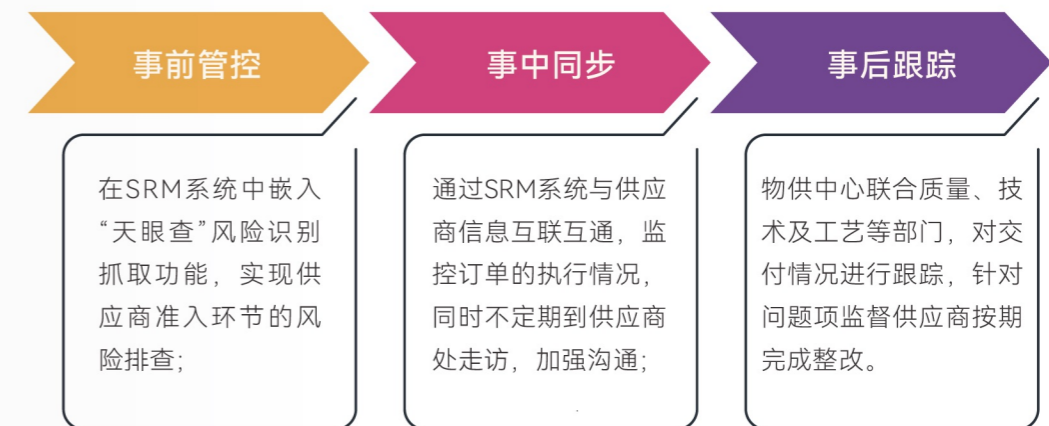 事前管控
在SRM系统中嵌入
“天眼查”风险识别
抓取功能，实现供
应商准入环节的风
险排查；
事中同步
通过SRM系统与供应
商信息互联互通，监
控订单的执行情况，
同时不定期到供应商
处走访，加强沟通；
事后跟踪
物供中心联合质量、技
术及工艺等部门，对交
付情况进行跟踪，针对
问题项监督供应商按期
完成整改。